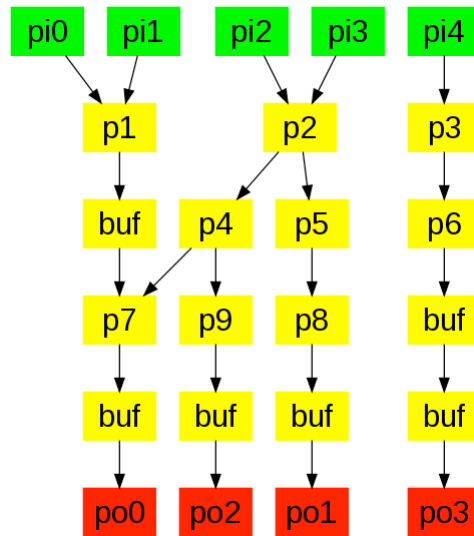 pi0 pi1 pi2 pi3 pi4
p1 p2 p3
buf p4 p5 p6
p7 p9 p8 buf
buf buf buf buf
po0 po2 po1 po3